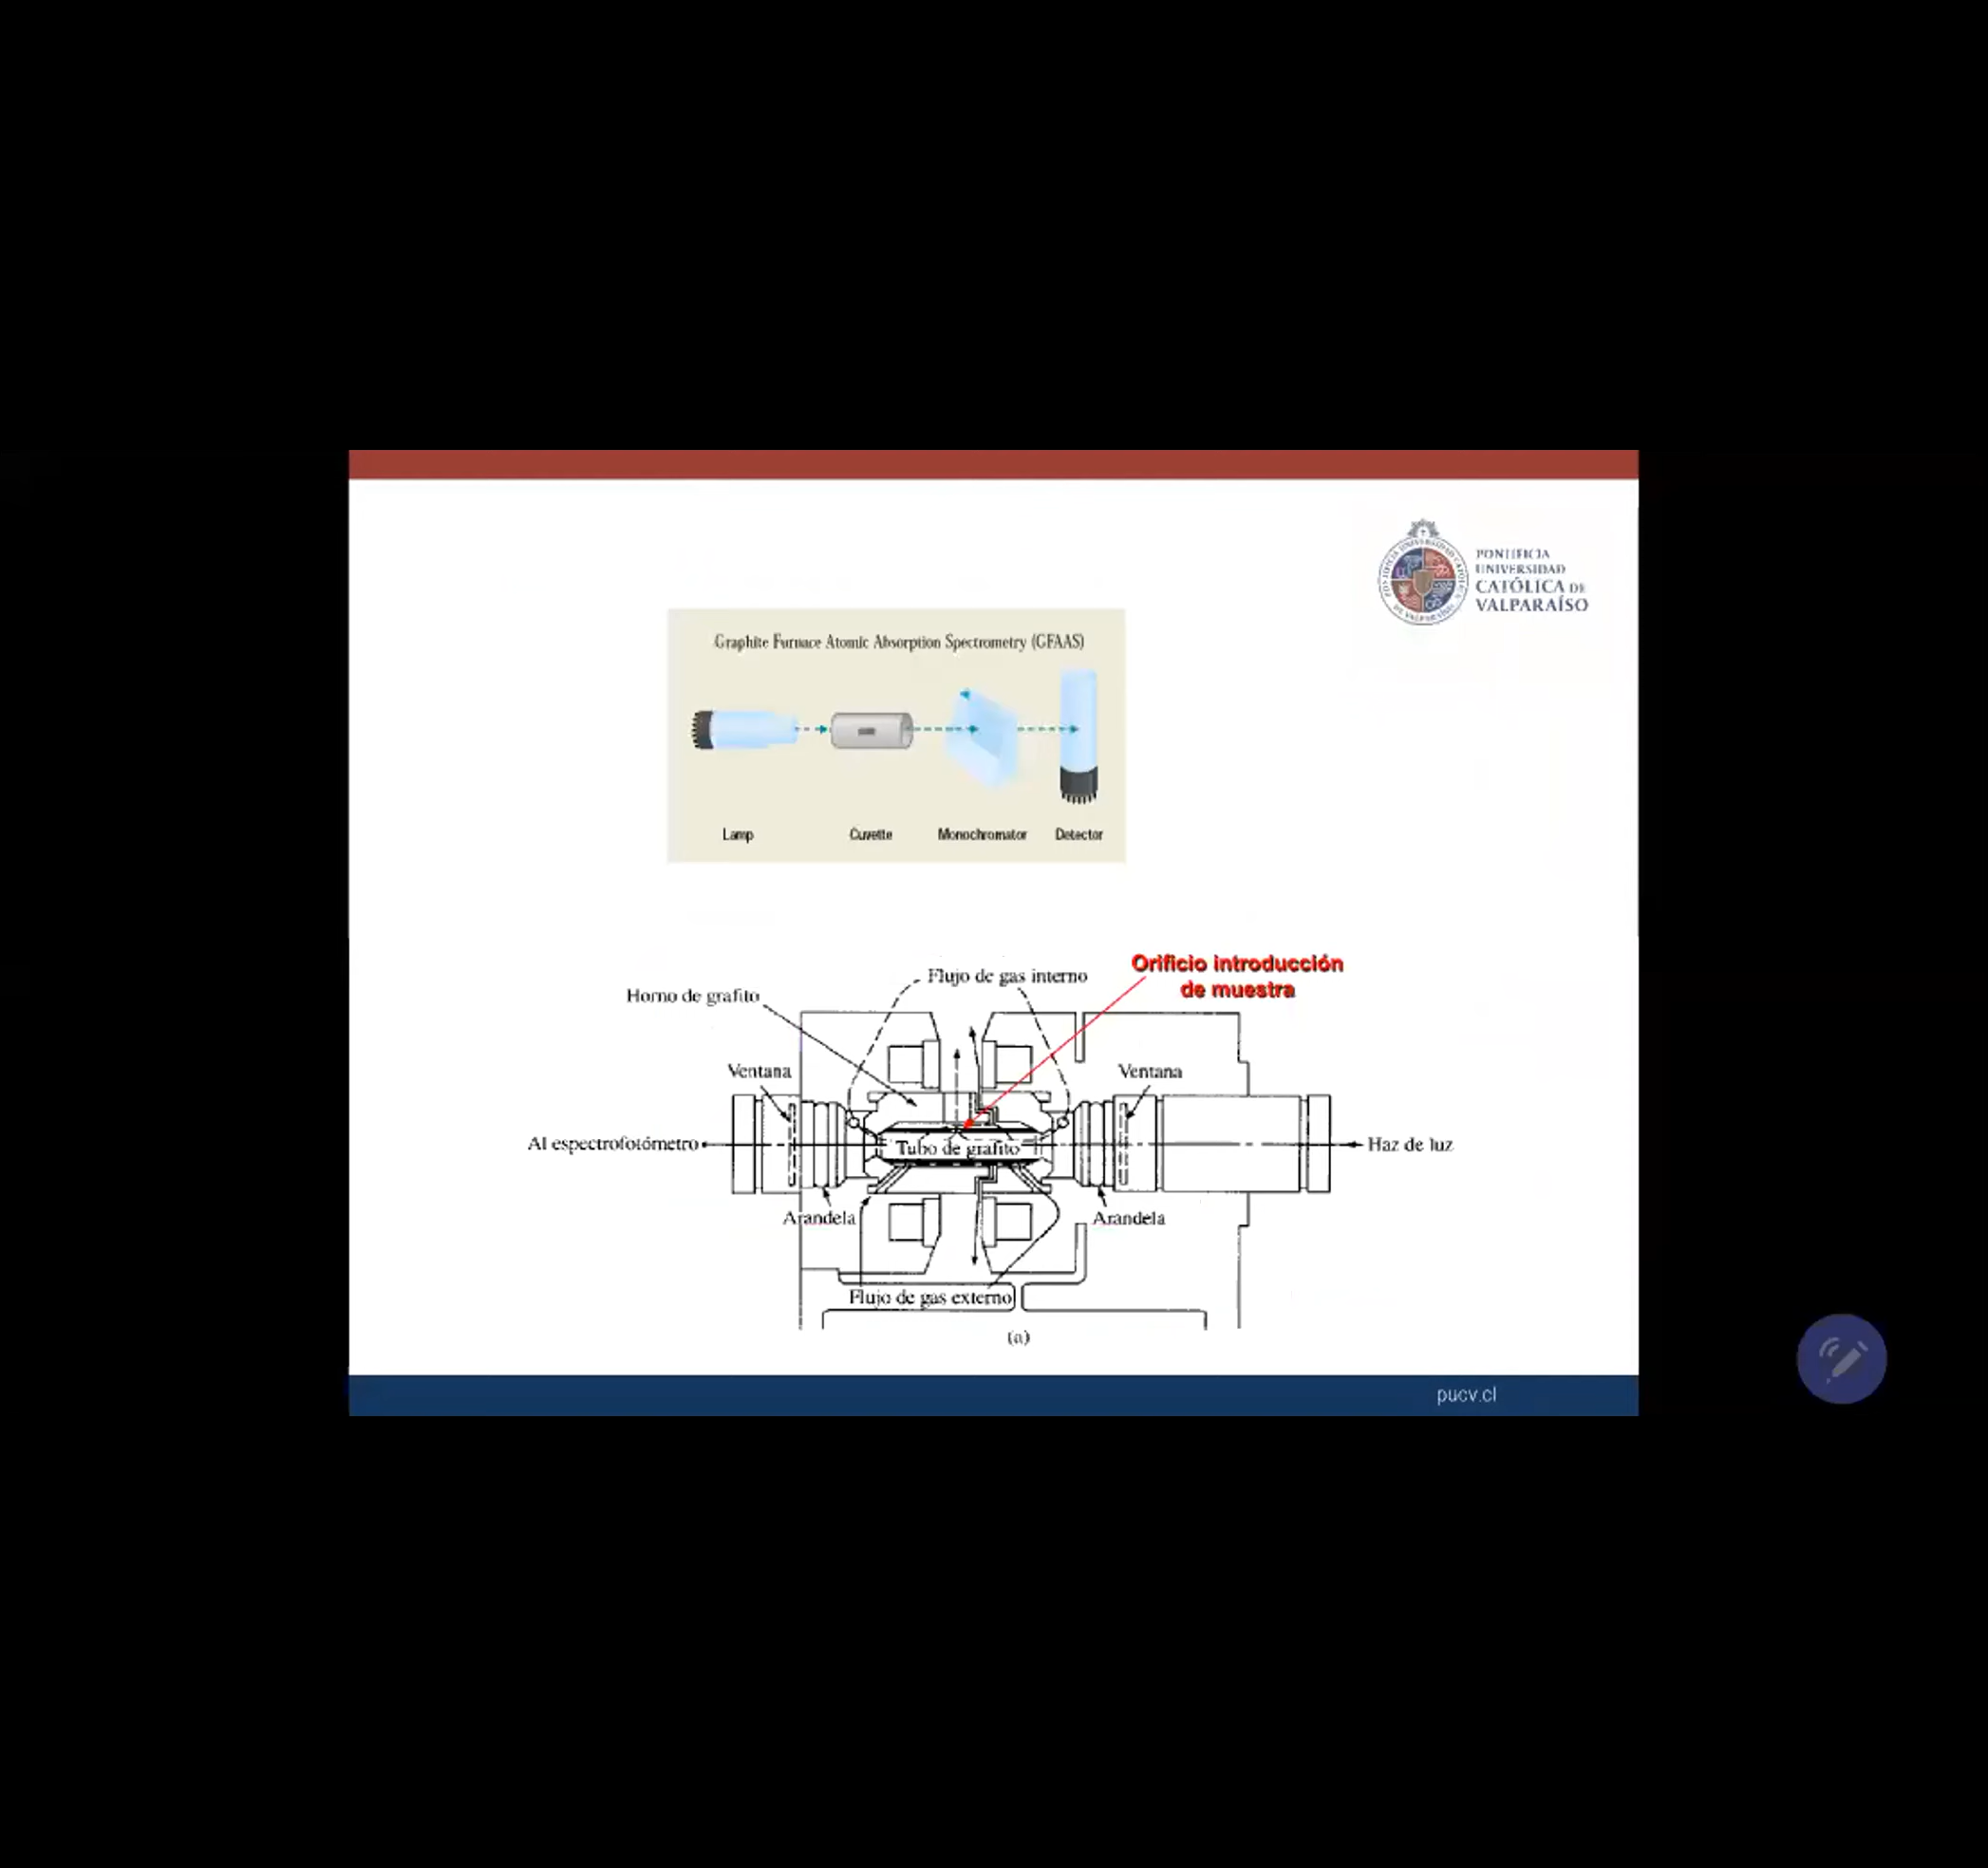 PONTIFICIA
UNIVERSIDAD
CATÓLICA DE
VALPARAÍSO
Graphite Furnace Atomic Absorption Spectrometry (GFAAS)
Lamp
Cuvette
Monochromator
Detector
Orificio introducción
de muestra
Flujo de gas interno
Horno de grafito
Ventana
Ventana
Al espectrofotómetro
Tubo de grafito
Haz de luz
Arandela
Arandela
Flujo de gas externo
(a)
pucv.cl